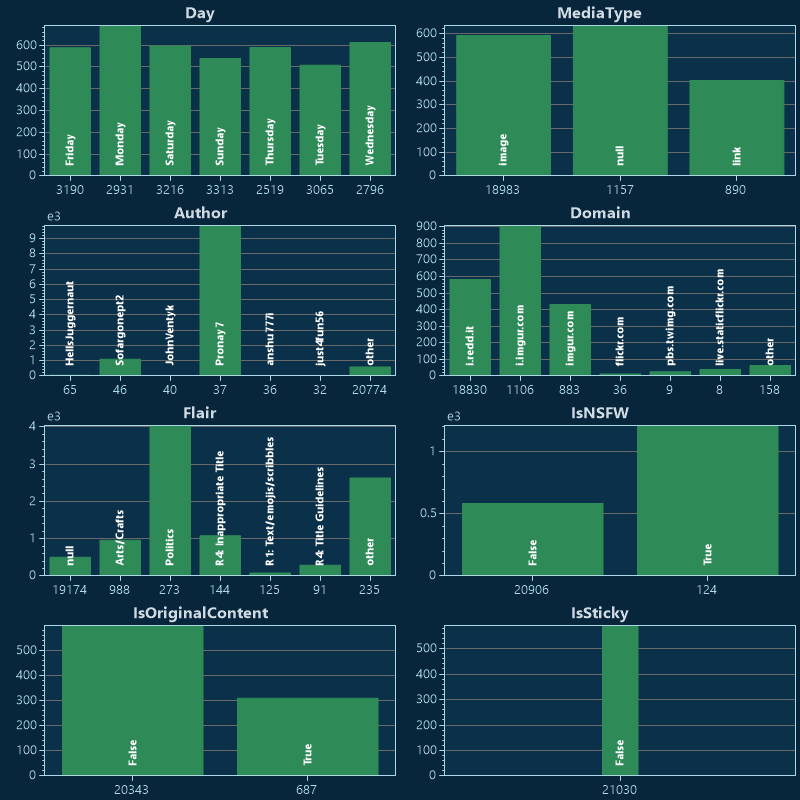 Day
600
500
400
300
200
100
0
Friday
Monday
Saturday
Sunday
Thursday
Tuesday
Wednesday
3190
2931
3216
3313
2519
3065
2796
MediaType
600
500
400
300
200
100
0
image
null
link
18983
1157
890
Author
e3
9
8
7
6
5
4
3
2
1
0
HellsJuggernaut
Sofargonept2
JohnVentyk
Pronay7
anshu777i
just4fun56
other
65
46
40
37
36
32
20774
Domain
900
800
700
600
500
400
300
200
100
0
i.redd.it
i.imgur.com
imgur.com
flickr.com
pbs.twimg.com
live.staticflickr.com
other
18830
1106
883
36
9
8
158
Flair
e3
4
3
2
1
0
null
Arts/Crafts
Politics
R4: Inappropriate Title
R1: Text/emojis/scribbles
R4: Title Guidelines
other
19174
988
273
144
125
91
235
IsNSFW
e3
1
0.5
0
False
True
20906
124
IsOriginalContent
500
400
300
200
100
0
False
True
20343
687
IsSticky
500
400
300
200
100
0
False
21030